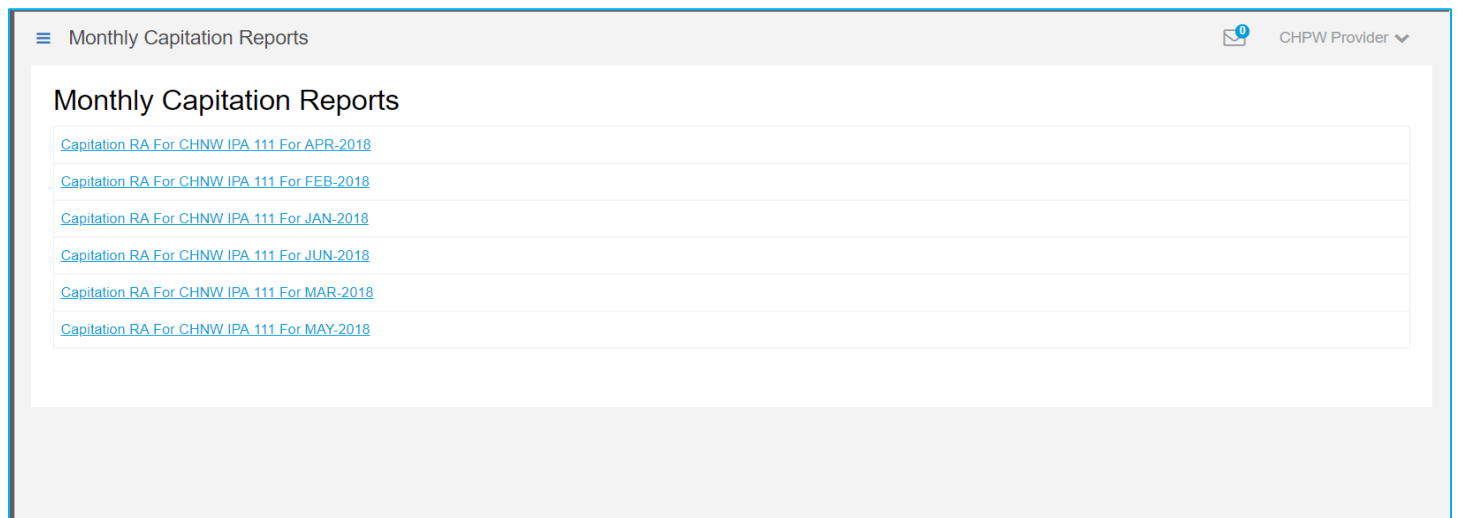 Monthly Capitation Reports
0
CHPW Provider
Monthly Capitation Reports
Capitation RA For CHNW IPA 111 For APR-2018
Capitation RA For CHNW IPA 111 For FEB-2018
Capitation RA For CHNW IPA 111 For JAN-2018
Capitation RA For CHNW IPA 111 For JUN-2018
Capitation RA For CHNW IPA 111 For MAR-2018
Capitation RA For CHNW IPA 111 For MAY-2018